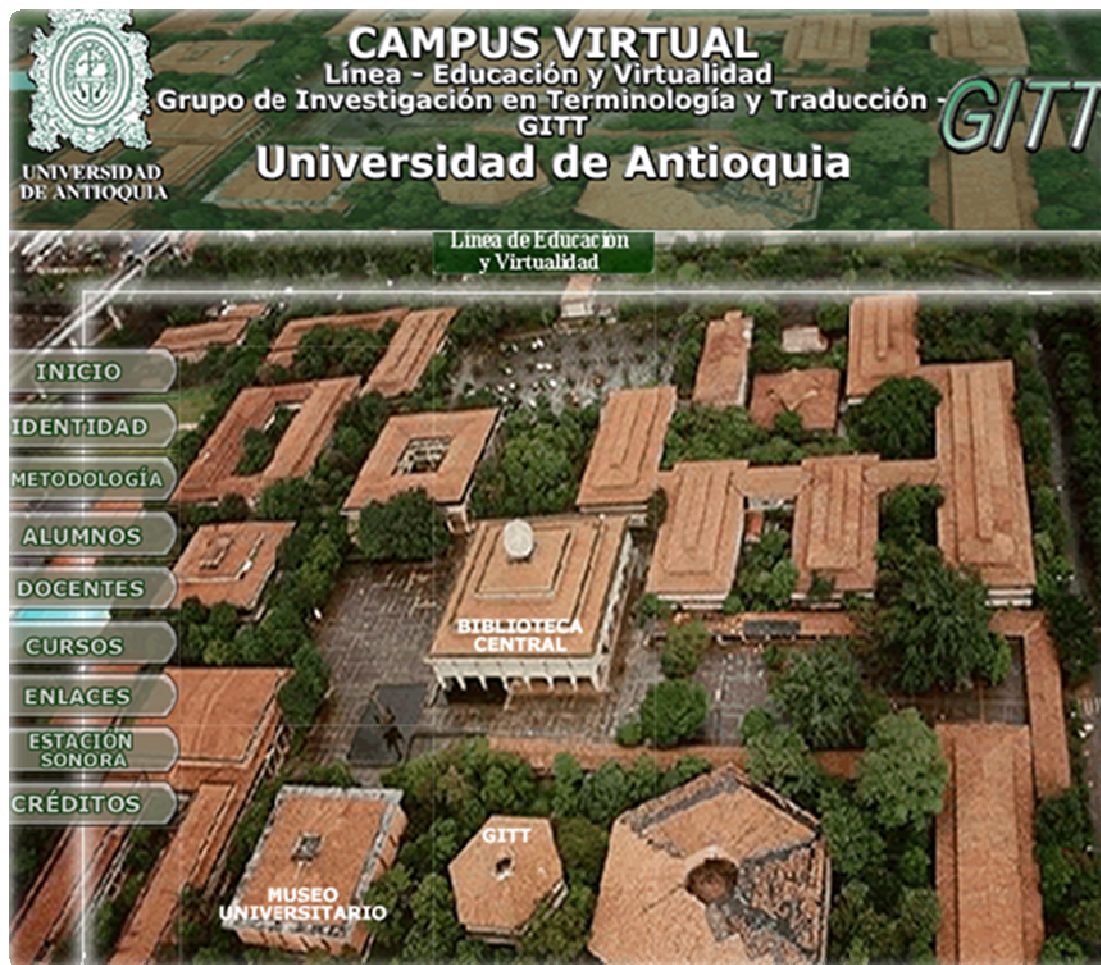 CAMPUS VIRTUAL
Línea - Educación y Virtualidad
Grupo de Investigación en Terminología y Traducción -
GITT
Universidad de Antioquia
GITT
UNIVERSIDAD
DE ANTIOQUIA
Línea de Educación
y Virtualidad
INICIO
IDENTIDAD
METODOLOGÍA
ALUMNOS
DOCENTES
CURSOS
ENLACES
ESTACIÓN
SONORA
CRÉDITOS
BIBLIOTECA
CENTRAL
GITT
MUSEO
UNIVERSITARIO